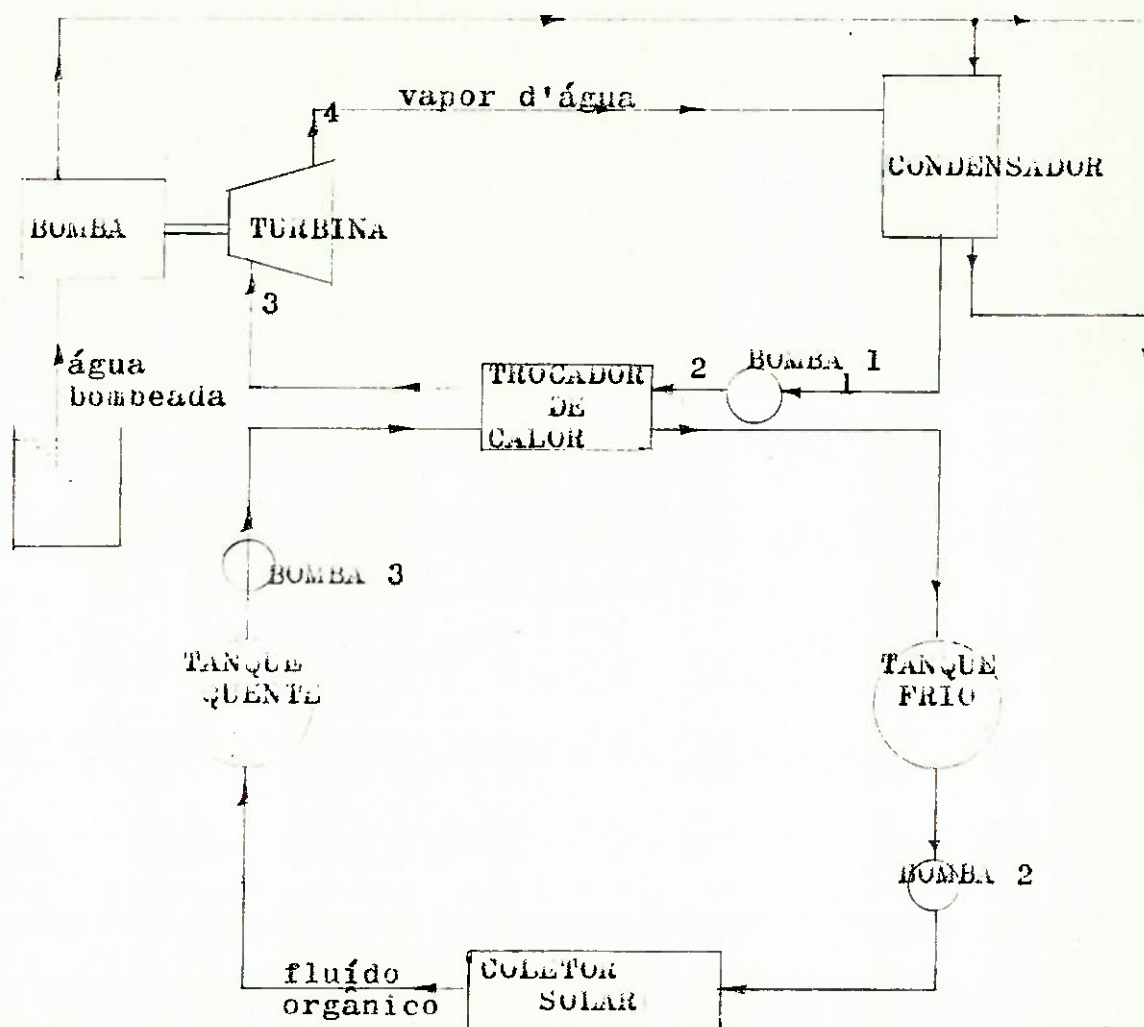 vapor d'água
4
CONDENSADOR
BOMBA
TURBINA
3
água
bombeada
TROCADOR
DE
CALOR
2
BOMBA 1
1
BOMBA 3
TANQUE
QUENTE
TANQUE
FRIO
BOMBA 2
fluído
orgânico
COLETOR
SOLAR